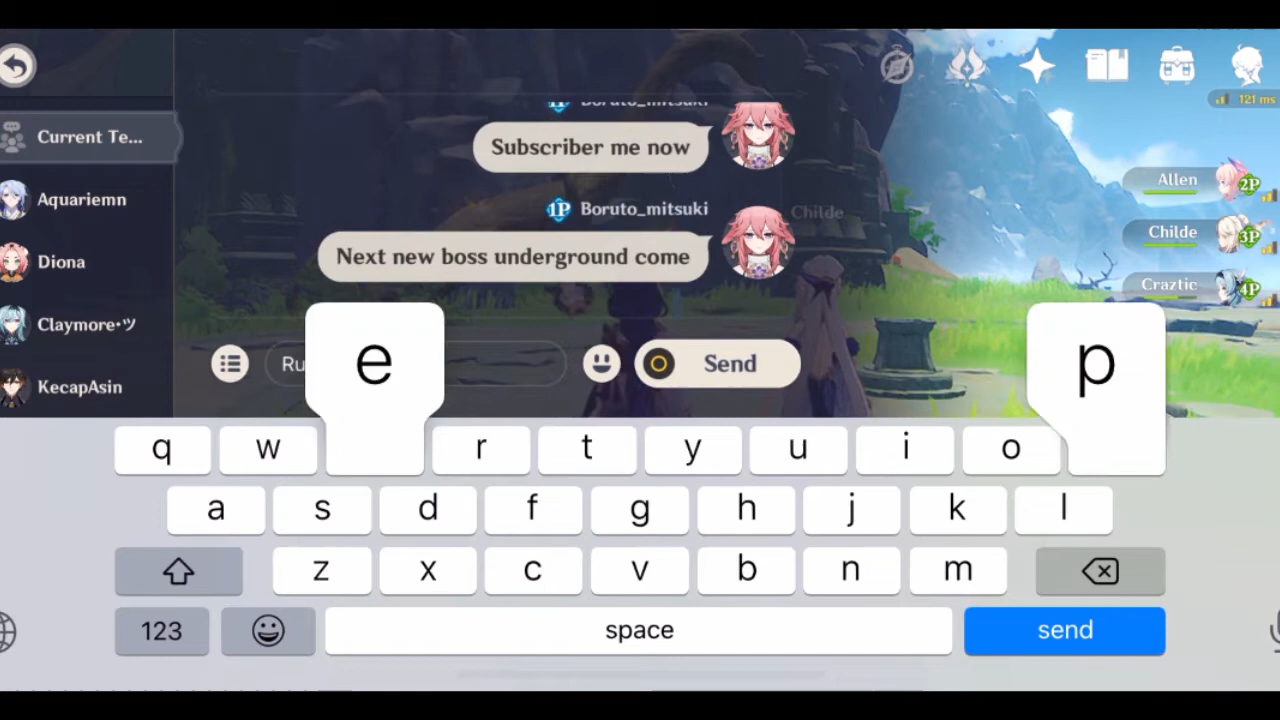 121 ms
Boruto_mitsuki
Current Te...
Subscriber me now
Aquariemn
1P Boruto_mitsuki
Childe
Allen 2P
Next new boss underground come
Childe 3P
Diona
Craztic 4P
Claymore•ツ
Ru
Send
KecapAsin
e
p
q w r t y u i o
a s d f g h j k l
z x c v b n m
123
space
send